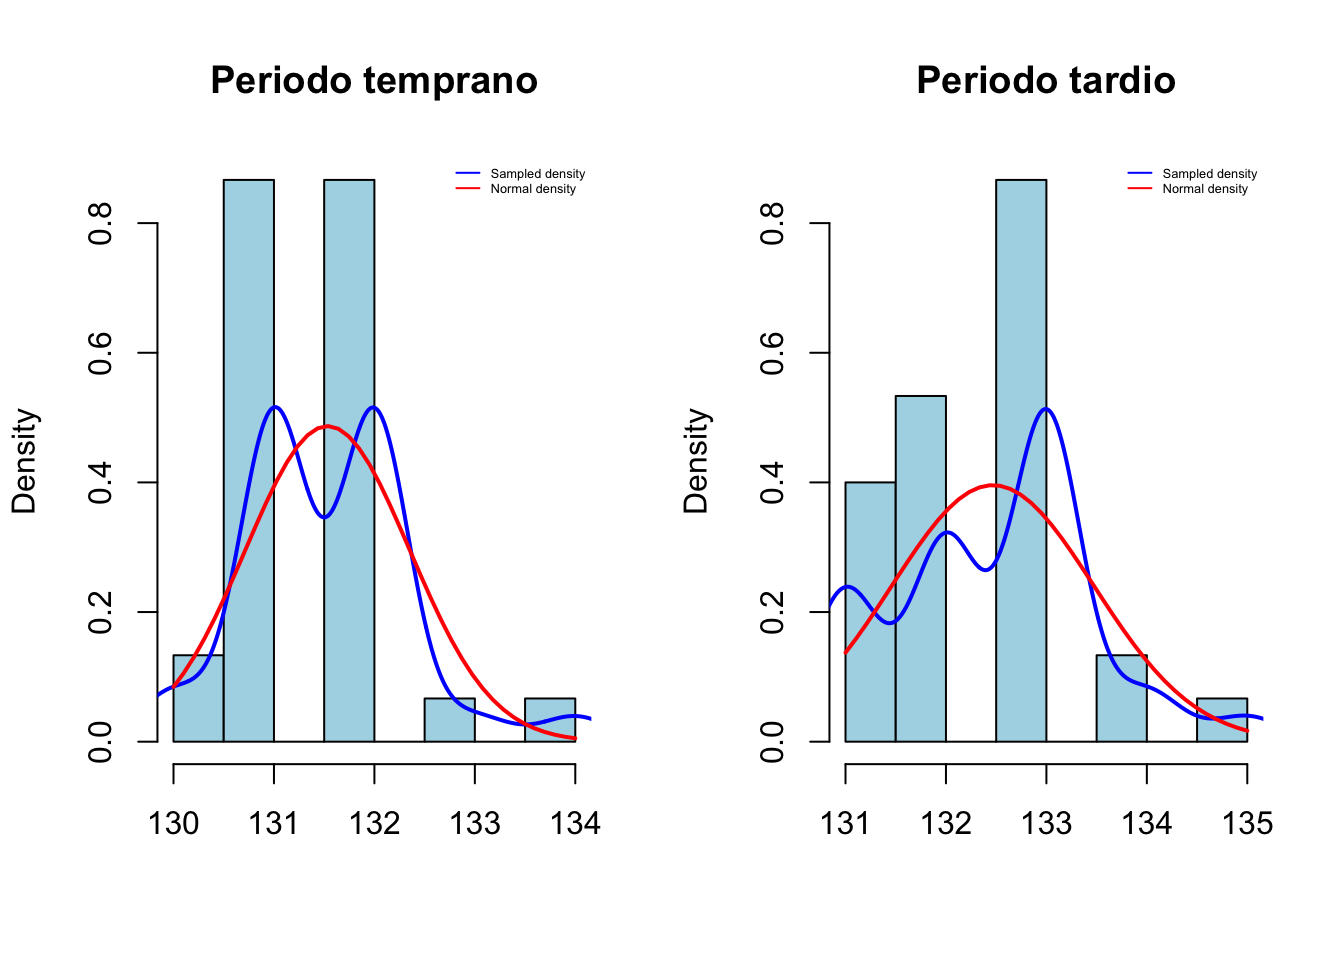 Periodo temprano
Sampled density
Normal density
Density
0.0 0.2 0.4 0.6 0.8
130 131 132 133 134
Periodo tardio
Sampled density
Normal density
Density
0.0 0.2 0.4 0.6 0.8
131 132 133 134 135